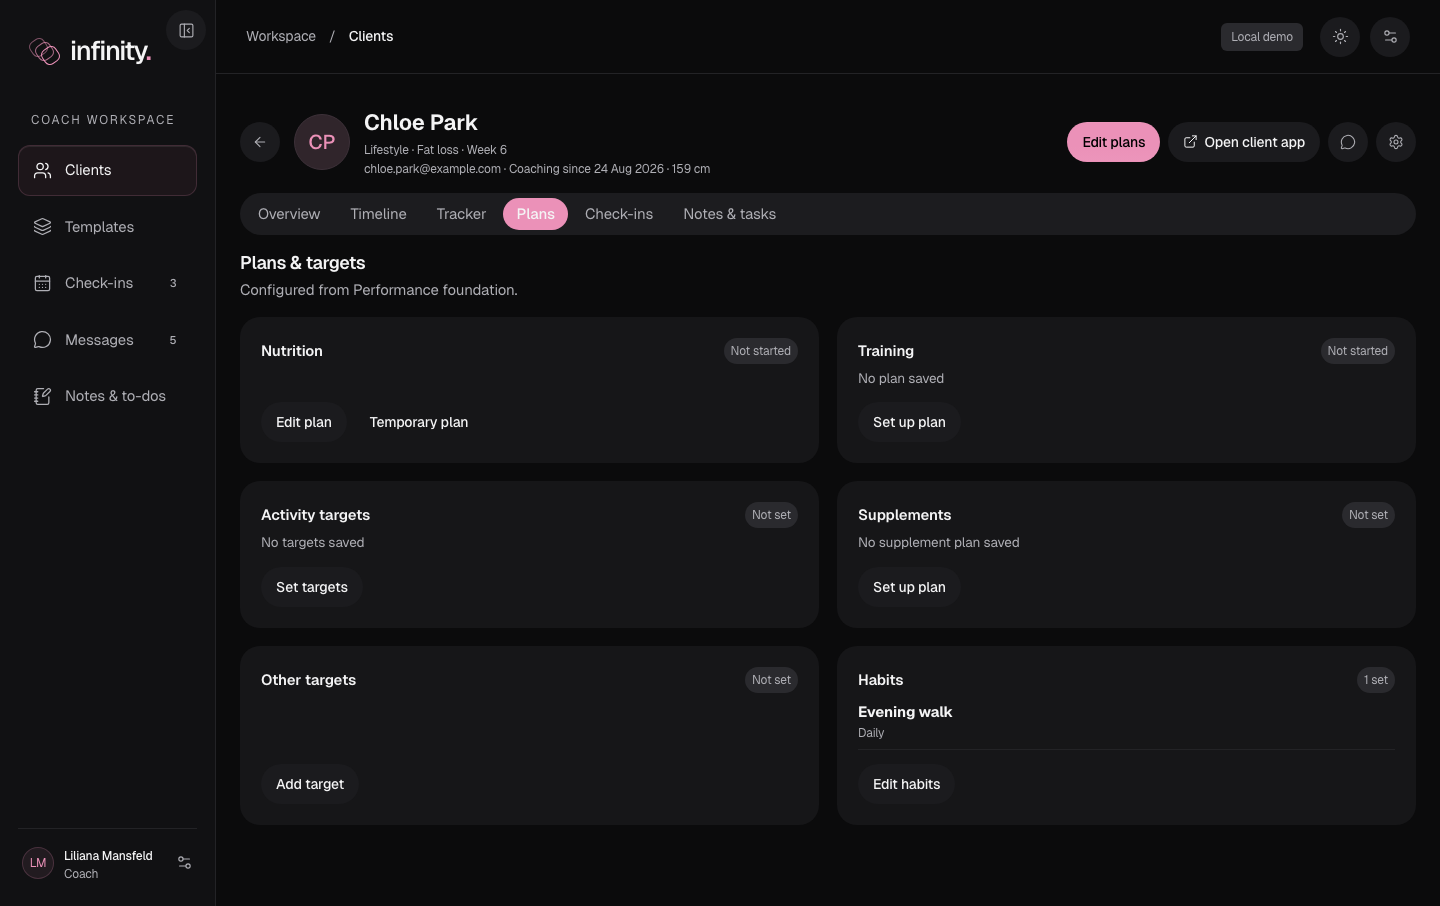 infinity.
COACH WORKSPACE
Clients
Templates
Check-ins 3
Messages 5
Notes & to-dos
LM
Liliana Mansfeld
Coach
Workspace / Clients
Local demo
CP
Chloe Park
Lifestyle · Fat loss · Week 6
chloe.park@example.com · Coaching since 24 Aug 2026 · 159 cm
Edit plans
Open client app
Overview Timeline Tracker Plans Check-ins Notes & tasks
Plans & targets
Configured from Performance foundation.
Nutrition
Not started
Edit plan Temporary plan
Training
Not started
No plan saved
Set up plan
Activity targets
Not set
No targets saved
Set targets
Supplements
Not set
No supplement plan saved
Set up plan
Other targets
Not set
Add target
Habits
1 set
Evening walk
Daily
Edit habits